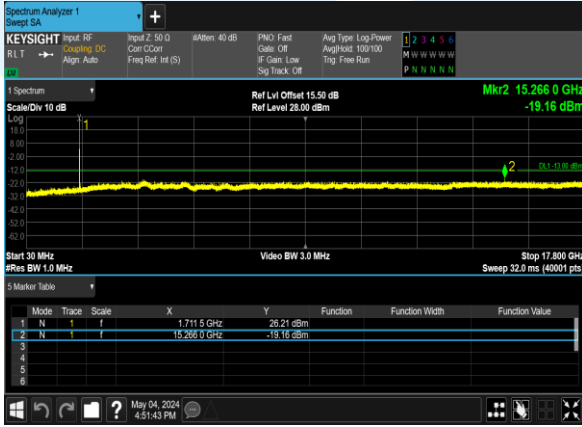 Spectrum Analyzer 1
Swept SA
KEYSIGHT
RLT
LW
Input: RF
Coupling: DC
Align: Auto
Input Z: 50 Ω
Corr CCorr
Freq Ref: Int (S)
#Atten: 40 dB
PNO: Fast
Gate: Off
IF Gain: Low
Sig Track: Off
Avg Type: Log-Power
Avg|Hold: 100/100
Trig: Free Run
1 2 3 4 5 6
M W W W W W
P N N N N N
1 Spectrum
Scale/Div 10 dB
Ref Lvl Offset 15.50 dB
Ref Level 28.00 dBm
Mkr2 15.266 0 GHz
-19.16 dBm
Log
18.0
8.00
-2.00
-12.0
-22.0
-32.0
-42.0
-52.0
-62.0
1
2
DL1 -13.00 dBm
Start 30 MHz
#Res BW 1.0 MHz
Video BW 3.0 MHz
Stop 17.800 GHz
Sweep 32.0 ms (40001 pts)
5 Marker Table
Mode Trace Scale X Y Function Function Width Function Value
1 N 1 f 1.711 5 GHz 26.21 dBm
2 N 1 f 15.266 0 GHz -19.16 dBm
3
4
5
6
?
May 04, 2024
4:51:43 PM